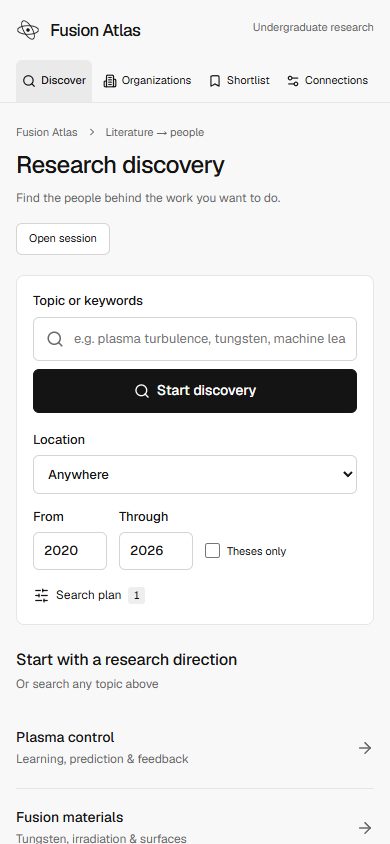 Fusion Atlas
Undergraduate research
Discover
Organizations
Shortlist
Connections
Fusion Atlas > Literature → people
Research discovery
Find the people behind the work you want to do.
Open session
Topic or keywords
e.g. plasma turbulence, tungsten, machine lea
Start discovery
Location
Anywhere
From
Through
2020
2026
Theses only
Search plan 1
Start with a research direction
Or search any topic above
Plasma control
Learning, prediction & feedback
Fusion materials
Tungsten, irradiation & surfaces